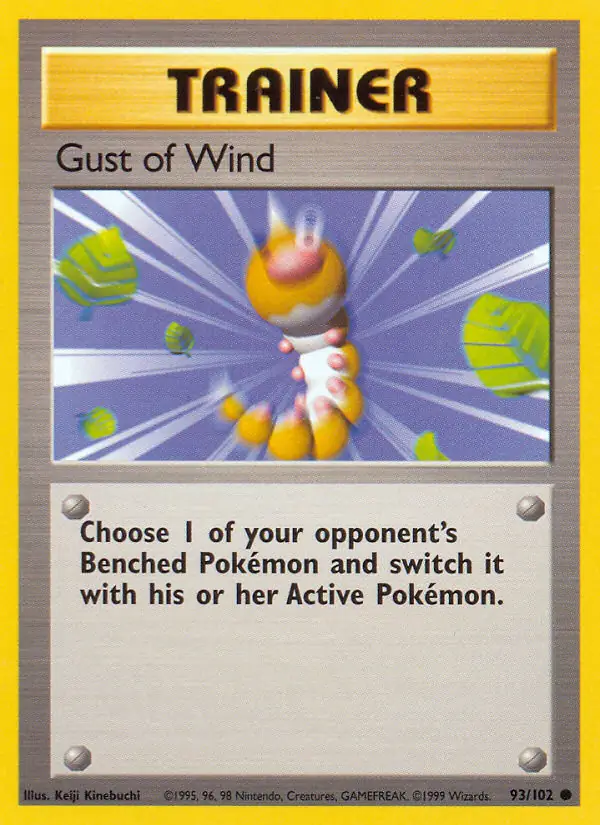 TRAINER
Gust of Wind
Choose 1 of your opponent's
Benched Pokémon and switch it
with his or her Active Pokémon.
Illus. Keiji Kinebuchi ©1995, 96, 98 Nintendo, Creatures, GAMEFREAK. ©1999 Wizards. 93/102 ●